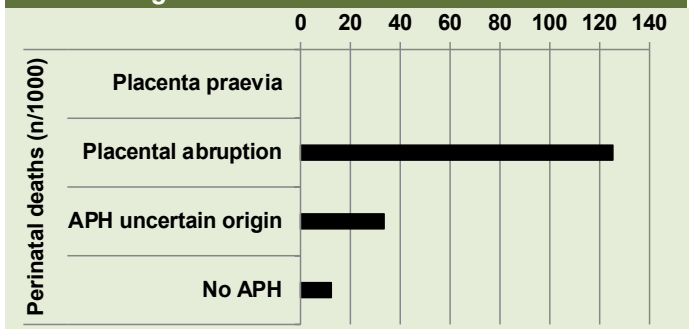 0 20 40 60 80 100 120 140
Perinatal deaths (n/1000)
Placenta praevia
Placental abruption
APH uncertain origin
No APH